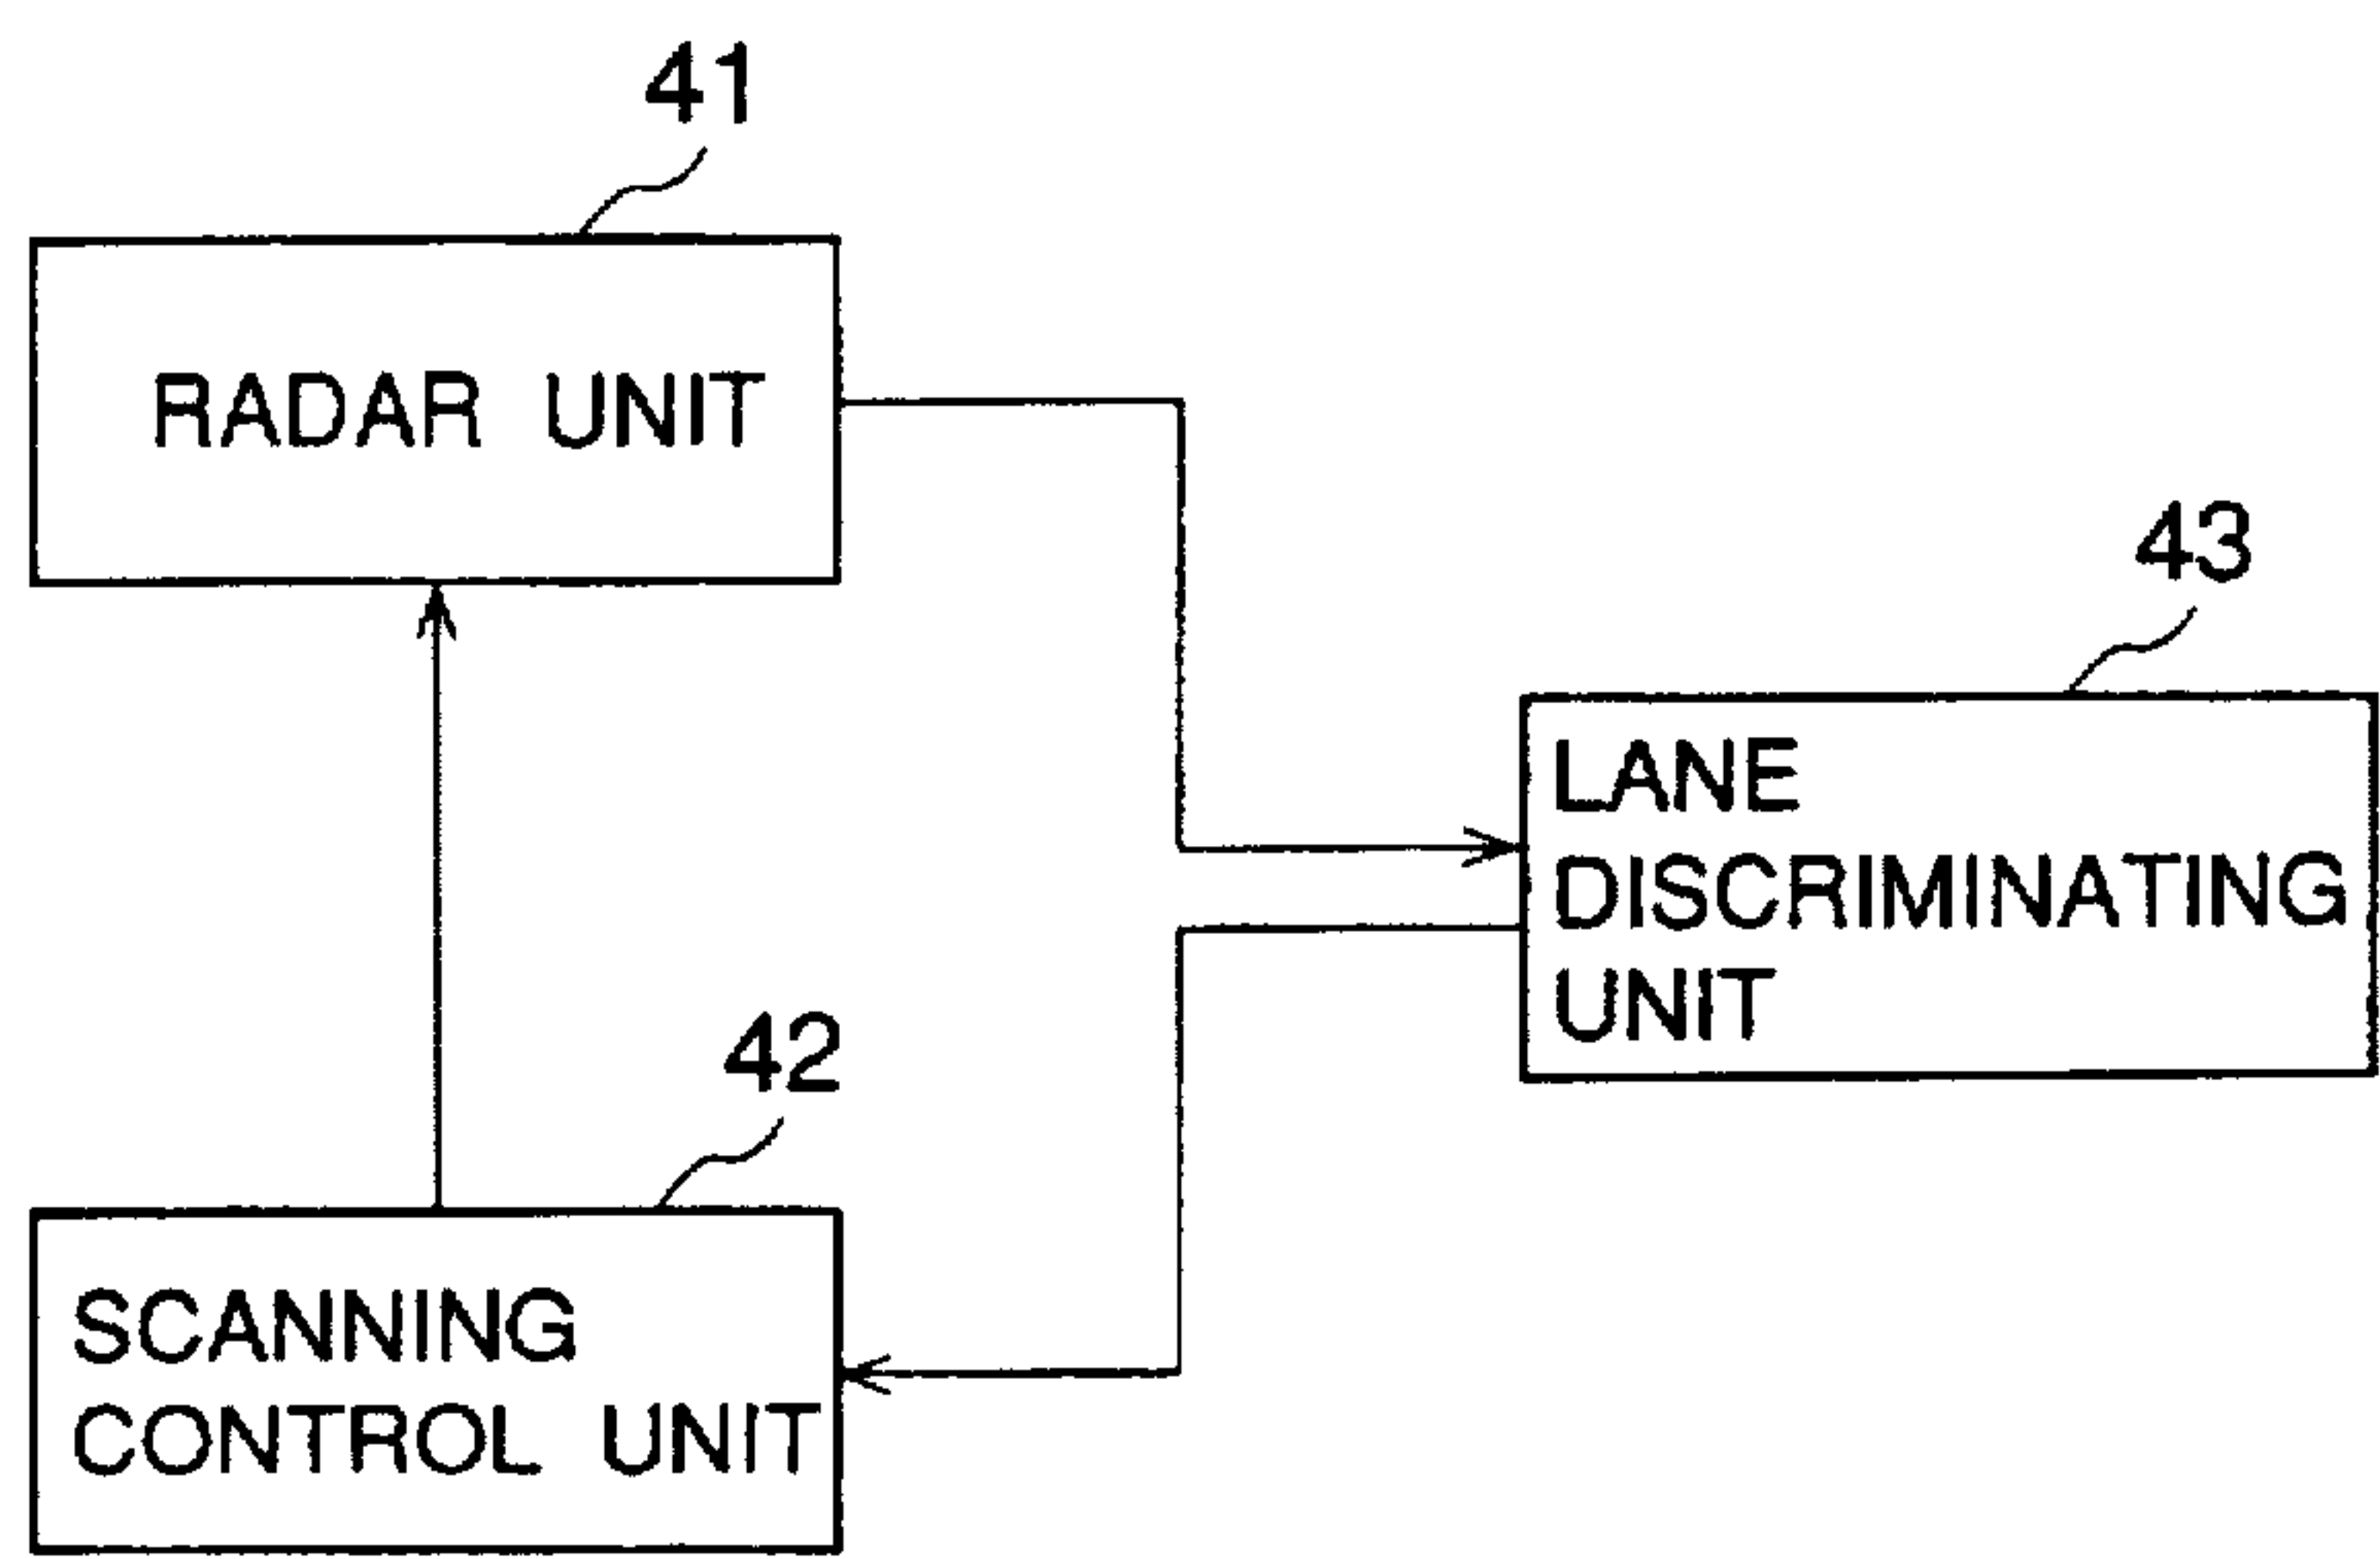 41
RADAR UNIT
43
LANE
DISCRIMINATING
UNIT
42
SCANNING
CONTROL UNIT